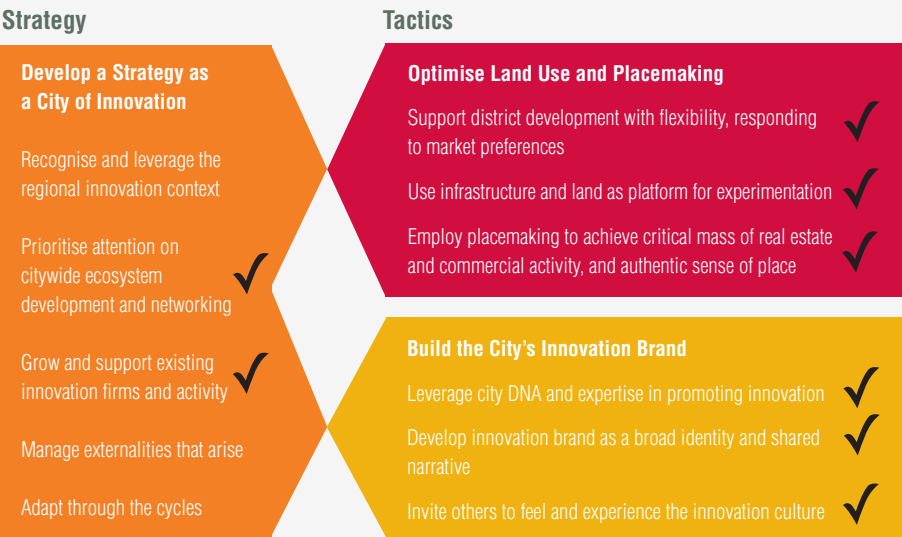 Strategy
Develop a Strategy as
a City of Innovation
Recognise and leverage the
regional innovation context
Prioritise attention on
citywide ecosystem
development and networking
Grow and support existing
innovation firms and activity
Manage externalities that arise
Adapt through the cycles
Tactics
Optimise Land Use and Placemaking
Support district development with flexibility, responding
to market preferences
Use infrastructure and land as platform for experimentation
Employ placemaking to achieve critical mass of real estate
and commercial activity, and authentic sense of place
Build the City's Innovation Brand
Leverage city DNA and expertise in promoting innovation
Develop innovation brand as a broad identity and shared
narrative
Invite others to feel and experience the innovation culture